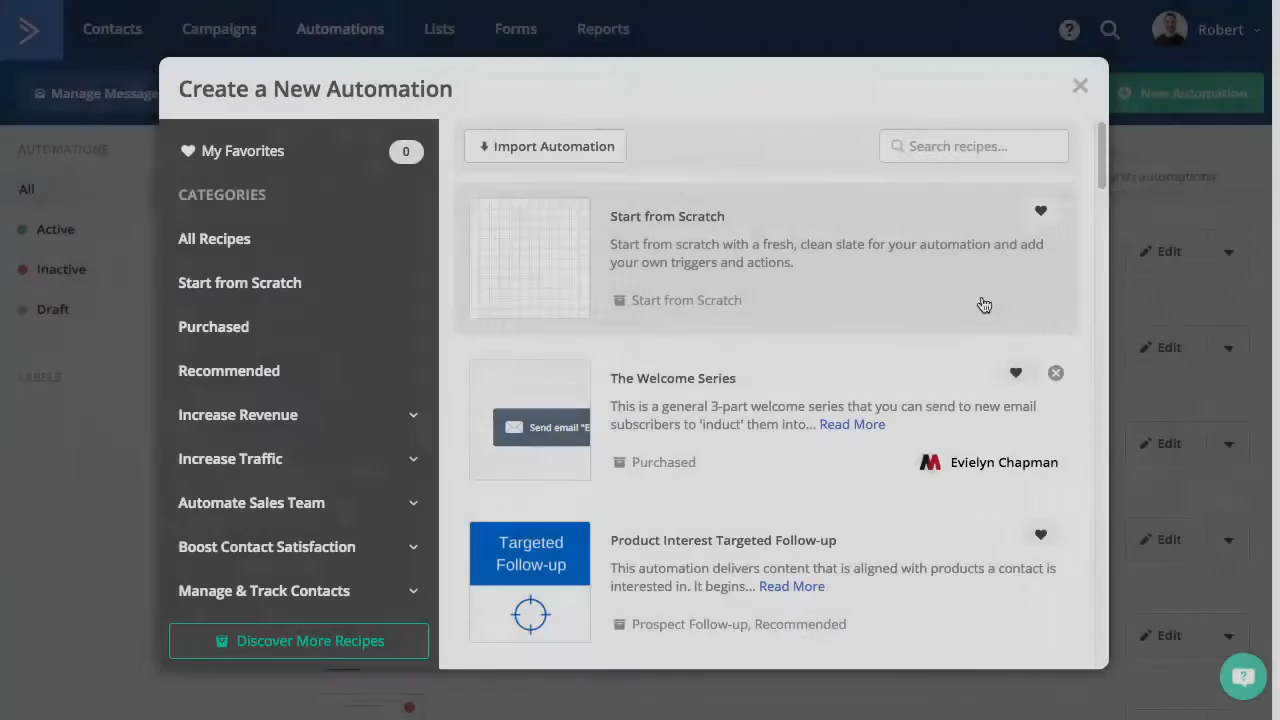 Contacts
Campaigns
Automations
Lists
Forms
Reports
Robert
Manage Message
New Automation
AUTOMATIONS
All
Active
Inactive
Draft
LABELS
arch automations
Edit
Edit
Edit
Edit
Edit
Create a New Automation
My Favorites
0
CATEGORIES
All Recipes
Start from Scratch
Purchased
Recommended
Increase Revenue
Increase Traffic
Automate Sales Team
Boost Contact Satisfaction
Manage & Track Contacts
Discover More Recipes
Import Automation
Search recipes...
Start from Scratch
Start from scratch with a fresh, clean slate for your automation and add
your own triggers and actions.
Start from Scratch
Send email "E
The Welcome Series
This is a general 3-part welcome series that you can send to new email
subscribers to 'induct' them into... Read More
Purchased
Evielyn Chapman
Targeted
Follow-up
Product Interest Targeted Follow-up
This automation delivers content that is aligned with products a contact is
interested in. It begins... Read More
Prospect Follow-up, Recommended